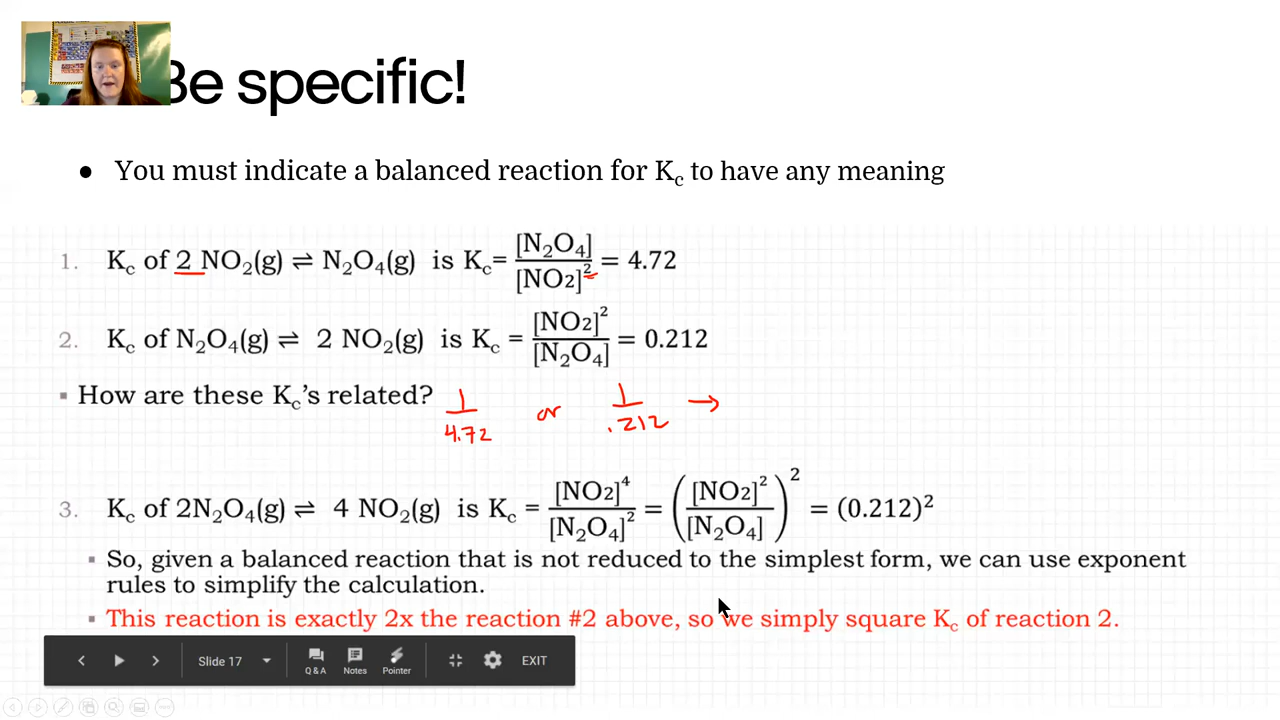 Be specific!
● You must indicate a balanced reaction for Kc to have any meaning
1. Kc of 2 NO₂(g) ⇌ N₂O₄(g) is Kc= [N₂O₄]/[NO2]² = 4.72
2. Kc of N₂O₄(g) ⇌ 2 NO₂(g) is Kc = [NO2]²/[N₂O₄] = 0.212
▪ How are these Kc's related? 1/4.72 or 1/.212 →
3. Kc of 2N₂O₄(g) ⇌ 4 NO₂(g) is Kc = [NO2]⁴/[N₂O₄]² = ([NO2]²/[N₂O₄])² = (0.212)²
▪ So, given a balanced reaction that is not reduced to the simplest form, we can use exponent
rules to simplify the calculation.
▪ This reaction is exactly 2x the reaction #2 above, so we simply square Kc of reaction 2.
Slide 17 Q & A Notes Pointer EXIT